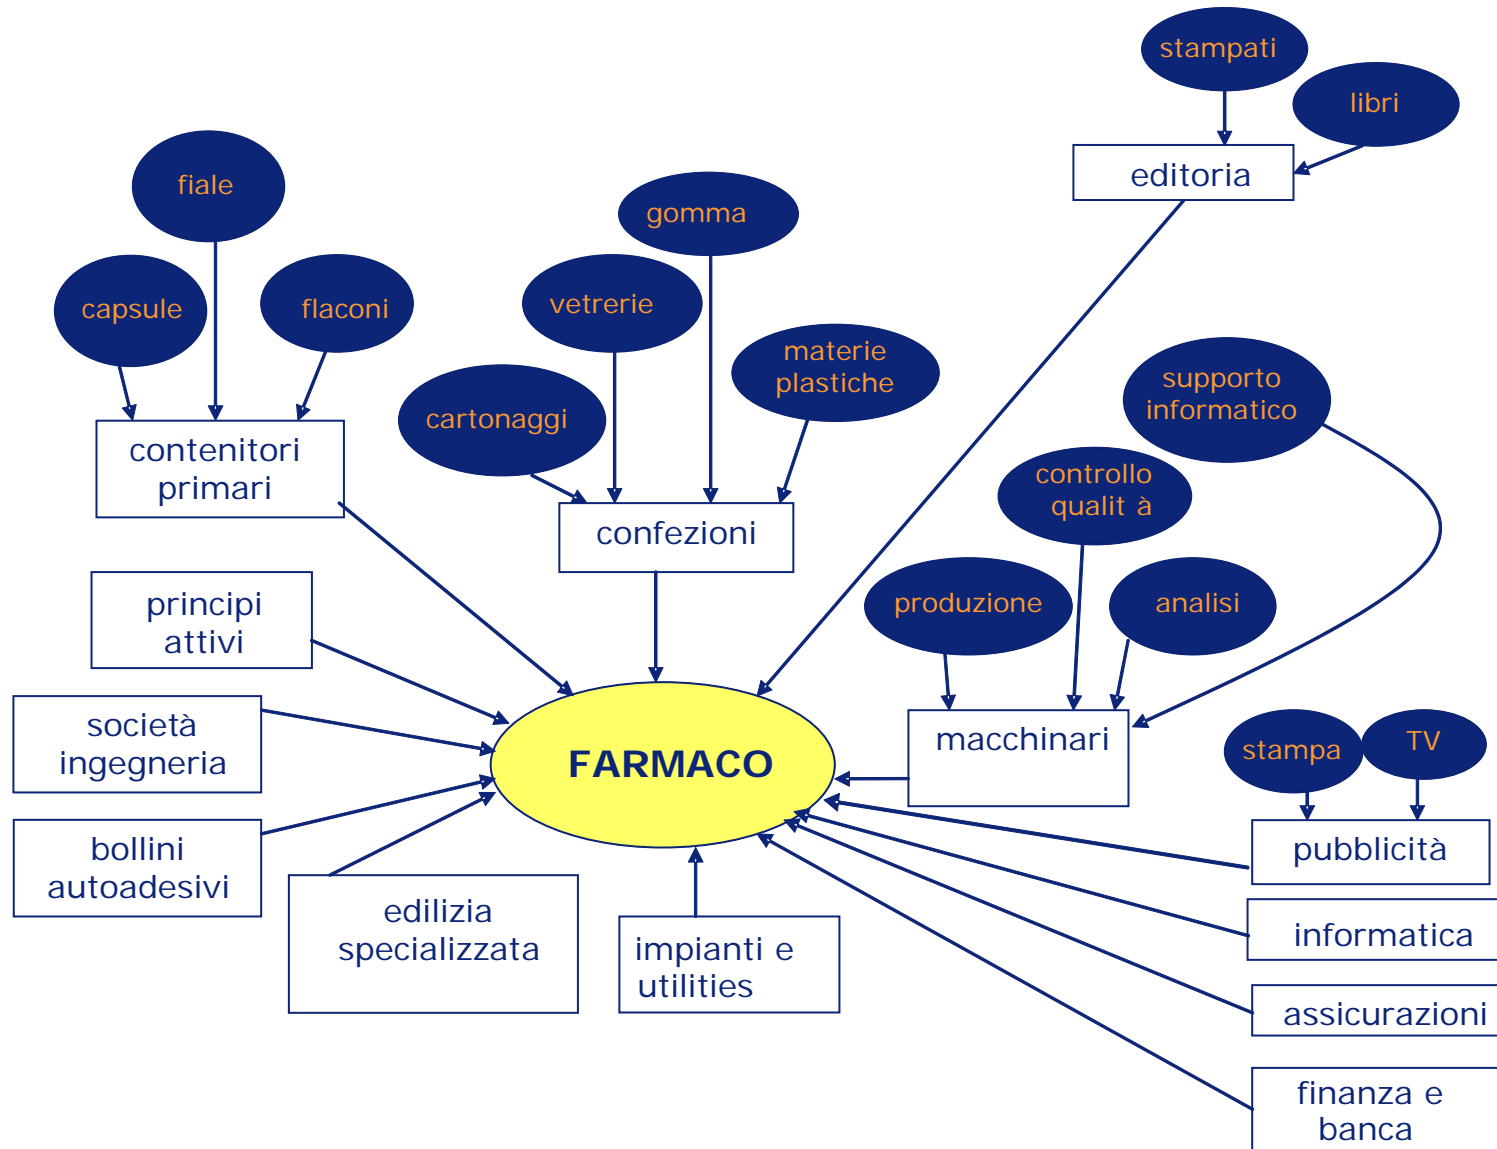 stampati
libri
editoria
fiale
gomma
capsule
flaconi
vetrerie
materie
plastiche
supporto
informatico
cartonaggi
contenitori
primari
controllo
qualit à
confezioni
principi
attivi
produzione
analisi
società
ingegneria
FARMACO
macchinari
stampa
TV
bollini
autoadesivi
pubblicità
edilizia
specializzata
impianti e
utilities
informatica
assicurazioni
finanza e
banca